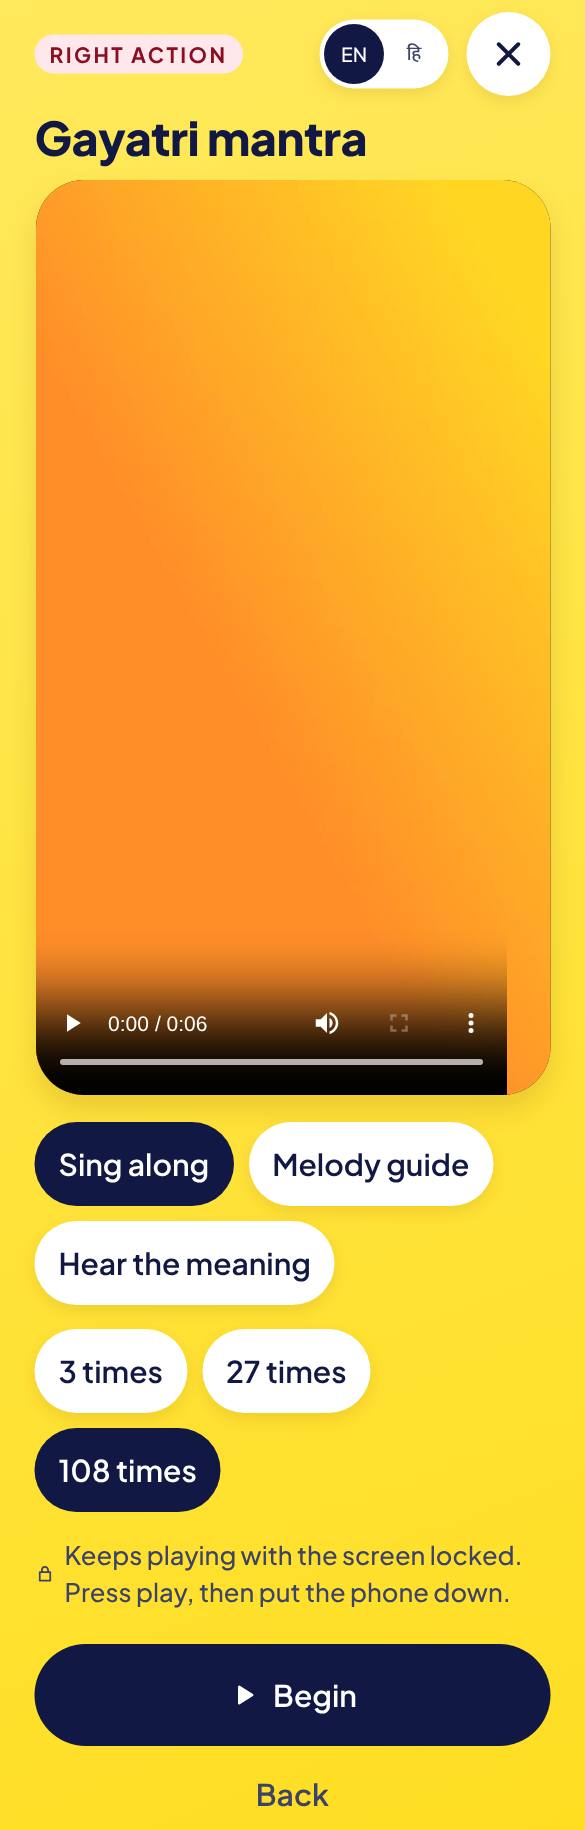 RIGHT ACTION
EN हि
Gayatri mantra
0:00 / 0:06
Sing along Melody guide
Hear the meaning
3 times 27 times
108 times
Keeps playing with the screen locked.
Press play, then put the phone down.
Begin
Back